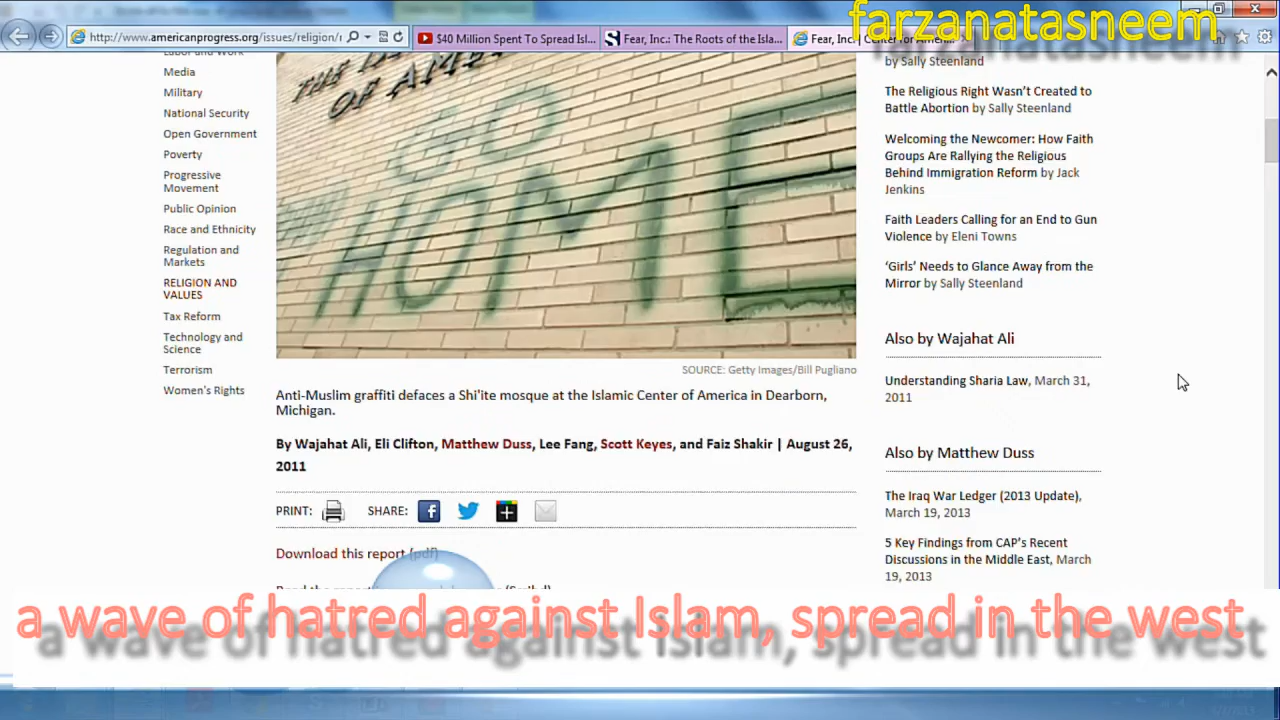 farzanatasneem
http://www.americanprogress.org/issues/religion/r
$40 Million Spent To Spread Isl...
Fear, Inc.: The Roots of the Isla...
Fear, Inc.
Labor and Work
Media
Military
National Security
Open Government
Poverty
Progressive
Movement
Public Opinion
Race and Ethnicity
Regulation and
Markets
RELIGION AND
VALUES
Tax Reform
Technology and
Science
Terrorism
Women's Rights
OF AMER
GO
HOME
SOURCE: Getty Images/Bill Pugliano
Anti-Muslim graffiti defaces a Shi'ite mosque at the Islamic Center of America in Dearborn,
Michigan.
By Wajahat Ali, Eli Clifton, Matthew Duss, Lee Fang, Scott Keyes, and Faiz Shakir | August 26,
2011
PRINT: SHARE:
Download this report (pdf)
by Sally Steenland
The Religious Right Wasn't Created to
Battle Abortion by Sally Steenland
Welcoming the Newcomer: How Faith
Groups Are Rallying the Religious
Behind Immigration Reform by Jack
Jenkins
Faith Leaders Calling for an End to Gun
Violence by Eleni Towns
‘Girls’ Needs to Glance Away from the
Mirror by Sally Steenland
Also by Wajahat Ali
Understanding Sharia Law, March 31,
2011
Also by Matthew Duss
The Iraq War Ledger (2013 Update),
March 19, 2013
5 Key Findings from CAP's Recent
Discussions in the Middle East, March
19, 2013
a wave of hatred against Islam, spread in the west